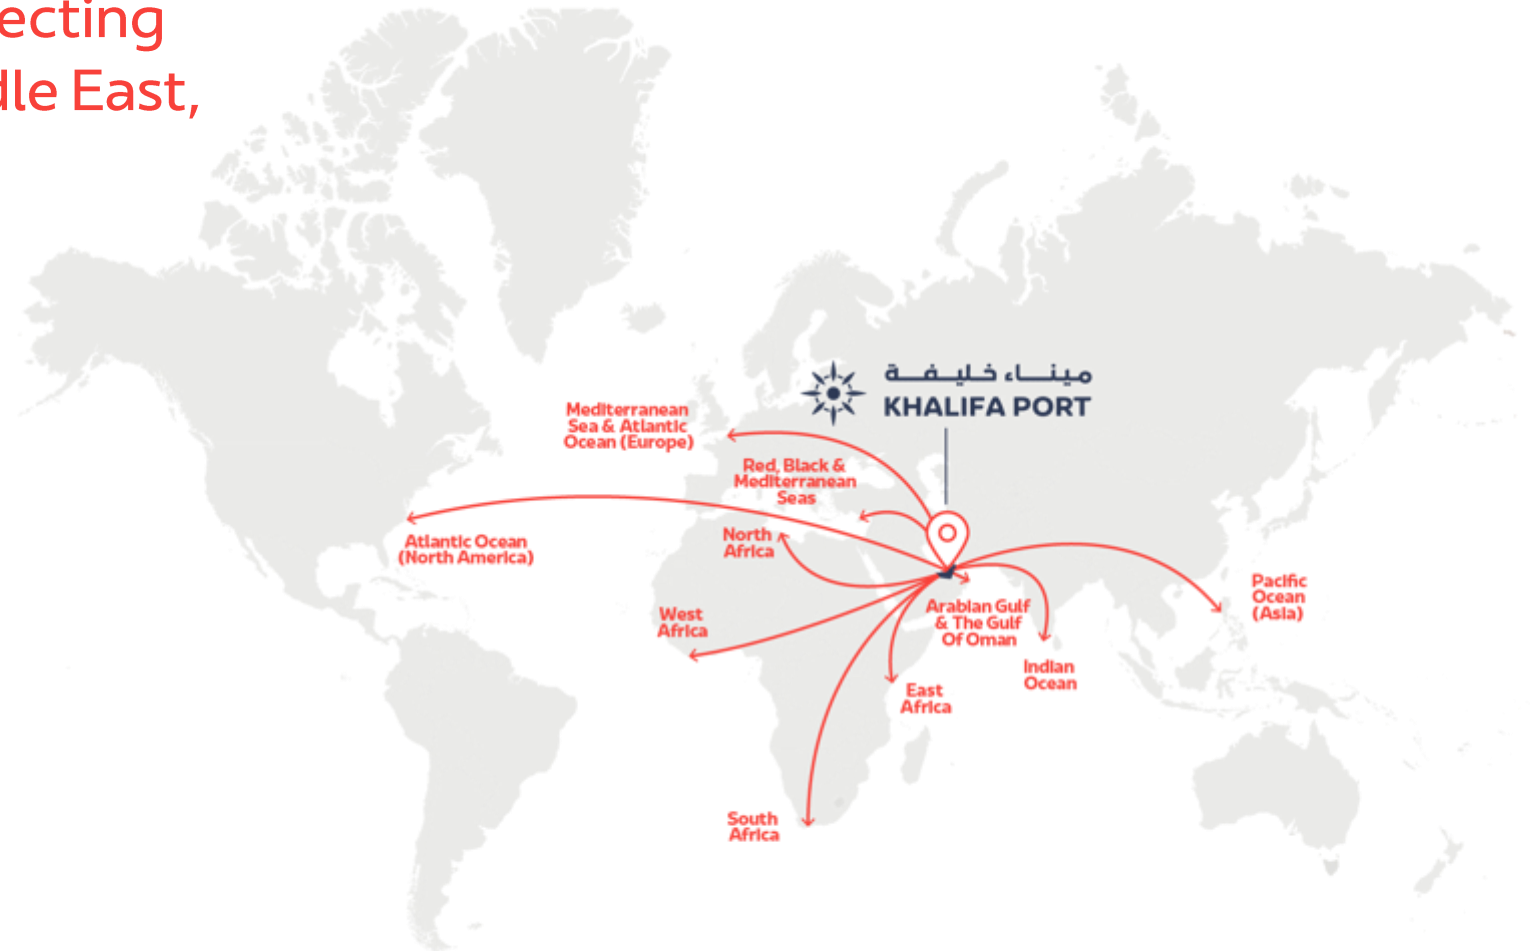 ecting
dle East,
ميناء خليفة
KHALIFA PORT
Mediterranean
Sea & Atlantic
Ocean (Europe)
Red, Black &
Mediterranean
Seas
Atlantic Ocean
(North America)
North
Africa
West
Africa
Arabian Gulf
& The Gulf
Of Oman
Pacific
Ocean
(Asia)
Indian
Ocean
East
Africa
South
Africa